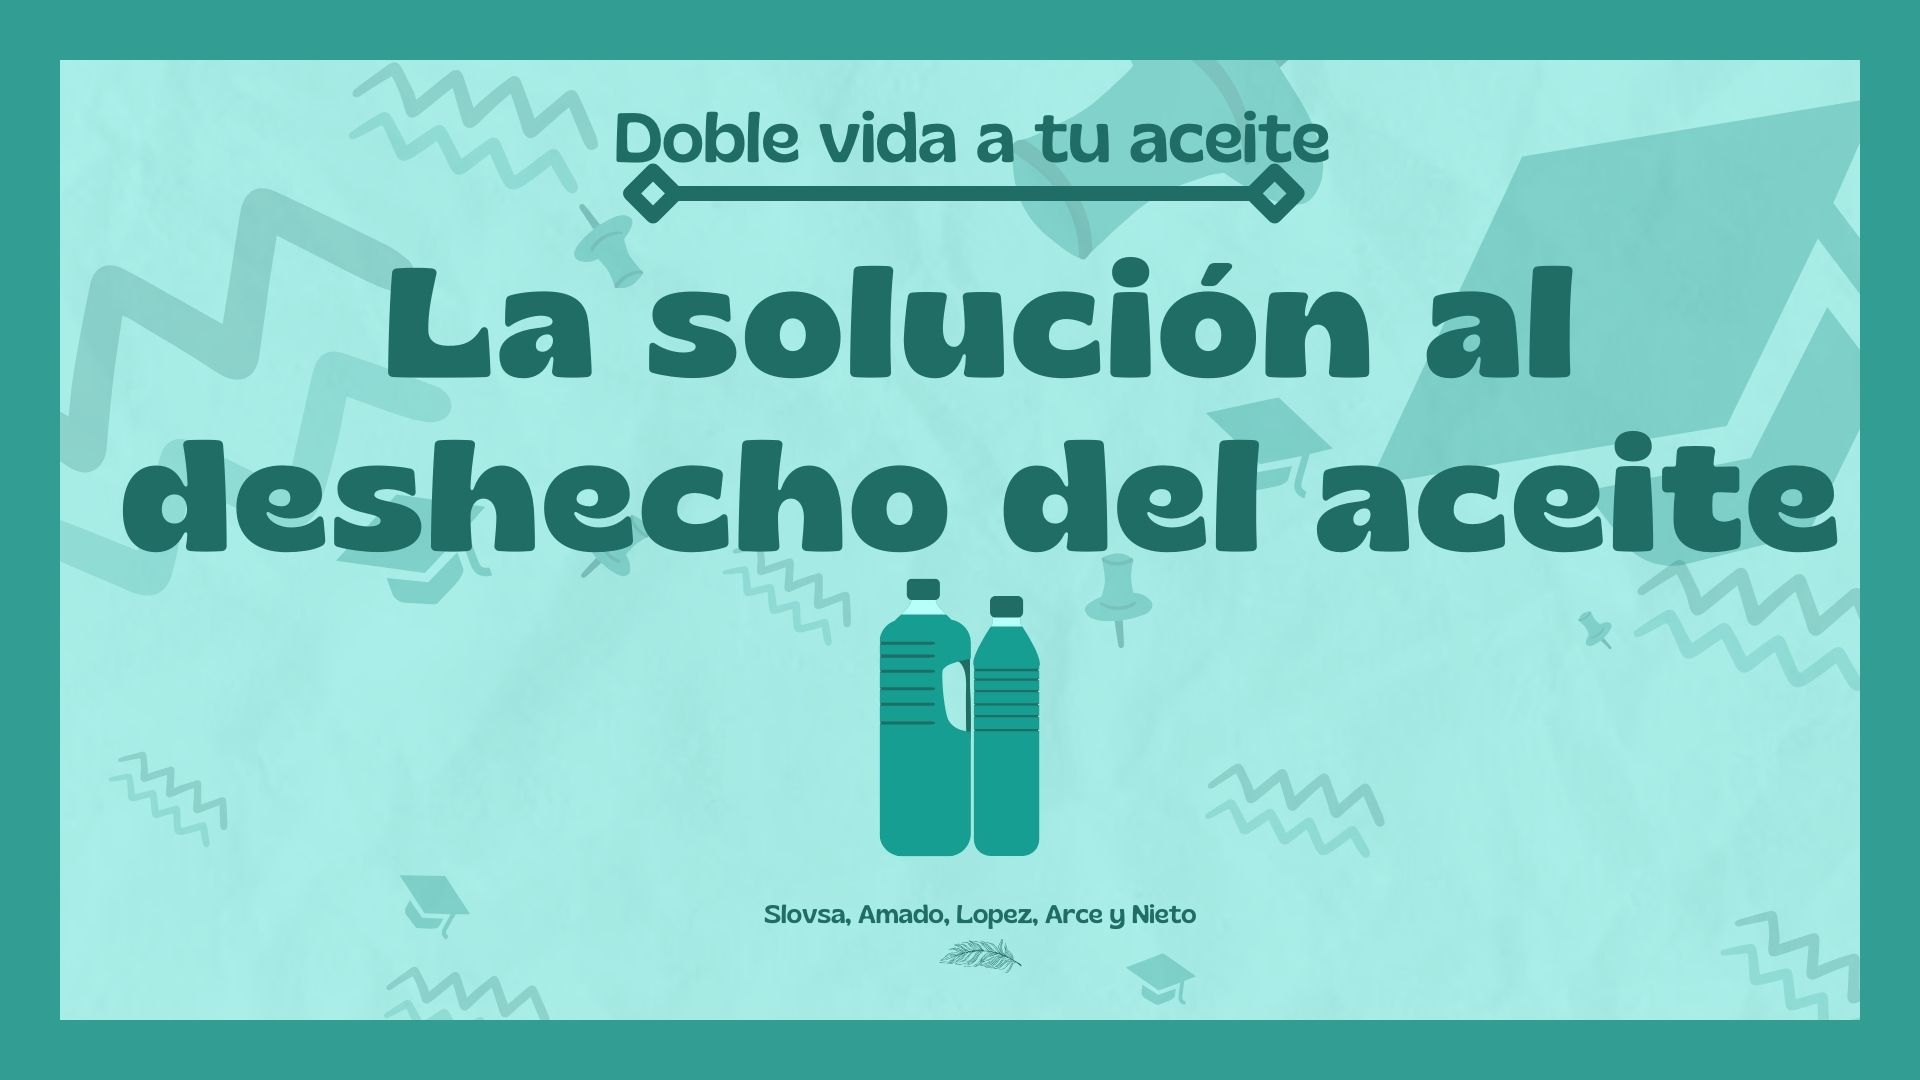 Doble vida a tu aceite
La solución al
deshecho del aceite
Slovsa, Amado, Lopez, Arce y Nieto